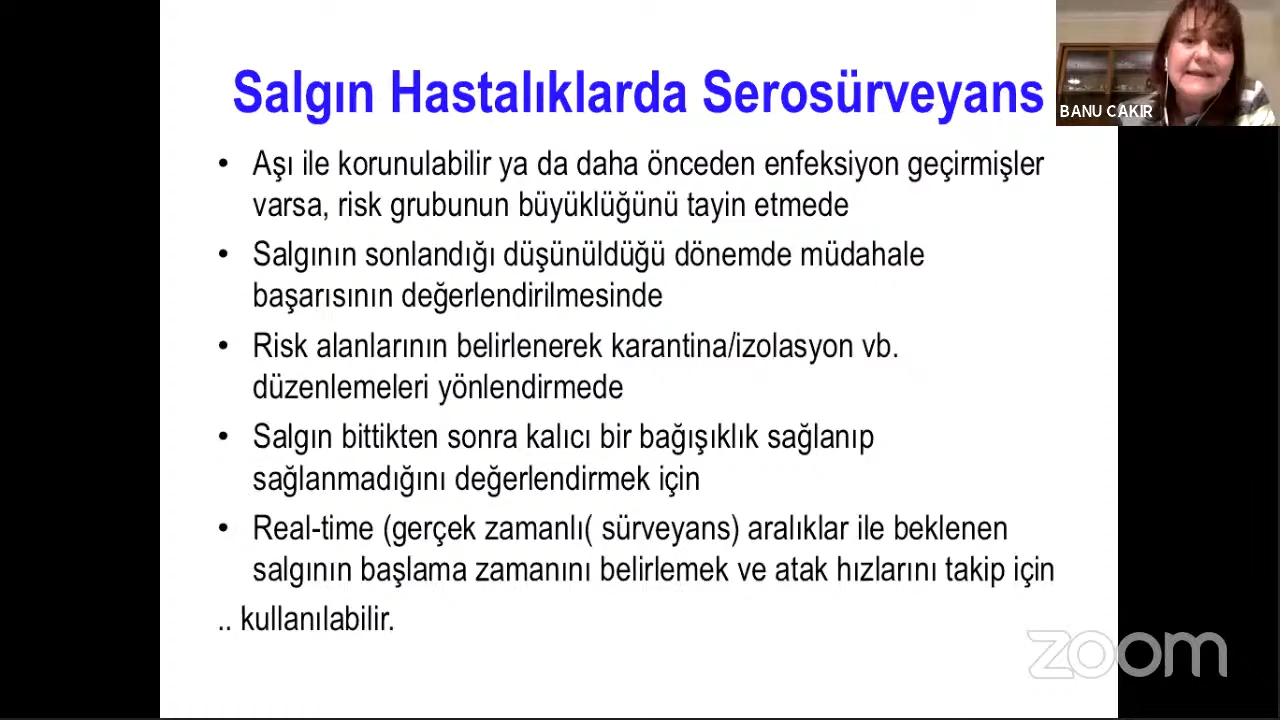 Salgın Hastalıklarda Serosürveyans
BANU CAKIR
• Aşı ile korunulabilir ya da daha önceden enfeksiyon geçirmişler
varsa, risk grubunun büyüklüğünü tayin etmede
• Salgının sonlandığı düşünüldüğü dönemde müdahale
başarısının değerlendirilmesinde
• Risk alanlarının belirlenerek karantina/izolasyon vb.
düzenlemeleri yönlendirmede
• Salgın bittikten sonra kalıcı bir bağışıklık sağlanıp
sağlanmadığını değerlendirmek için
• Real-time (gerçek zamanlı( sürveyans) aralıklar ile beklenen
salgının başlama zamanını belirlemek ve atak hızlarını takip için
.. kullanılabilir.
zoom